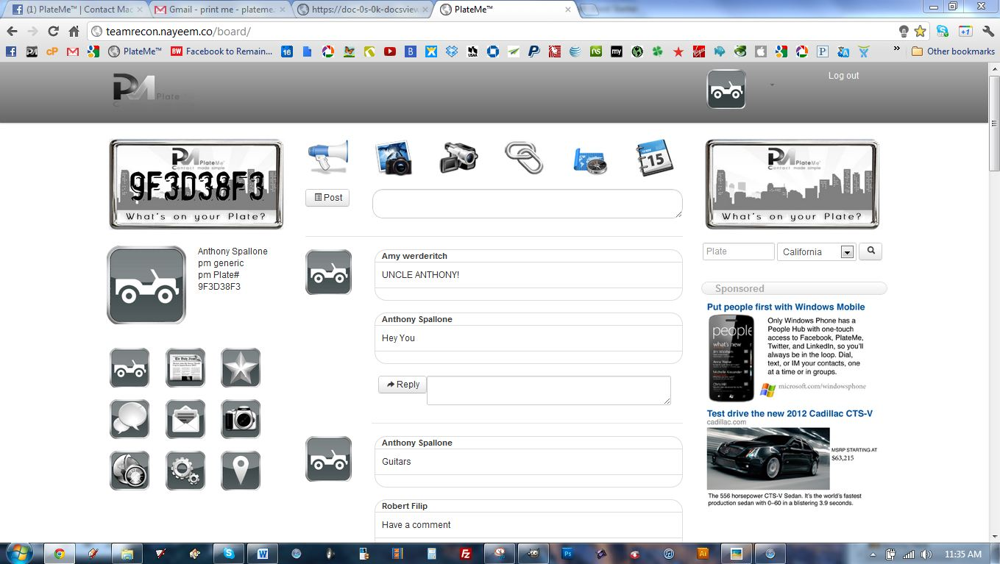 (1) PlateMe™ | Contact Mac
Gmail - print me - plateme.
https://doc-0s-0k-docsview
PlateMe™
teamrecon.nayeem.co/board/
PlateMe™
BW Facebook to Remain...
16
Other bookmarks
PM Plate
Log out
PM PlateMe™
Contact made simple
9F3D38F3
What's on your Plate?
15
Post
PM PlateMe™
Contact made simple
What's on your Plate?
Anthony Spallone
pm generic
pm Plate#
9F3D38F3
Amy werderitch
UNCLE ANTHONY!
Anthony Spallone
Hey You
Reply
Anthony Spallone
Guitars
Robert Filip
Have a comment
Plate
California
Sponsored
Put people first with Windows Mobile
people
what's new
Only Windows Phone has a
People Hub with one-touch
access to Facebook, PlateMe,
Twitter, and LinkedIn, so you'll
always be in the loop. Dial,
text, or IM your contacts, one
at a time or in groups.
microsoft.com/windowsphone
Test drive the new 2012 Cadillac CTS-V
cadillac.com
MSRP STARTING AT
$63,215
The 556 horsepower CTS-V Sedan. It's the world's fastest
production sedan with 0–60 in a blistering 3.9 seconds.
11:35 AM